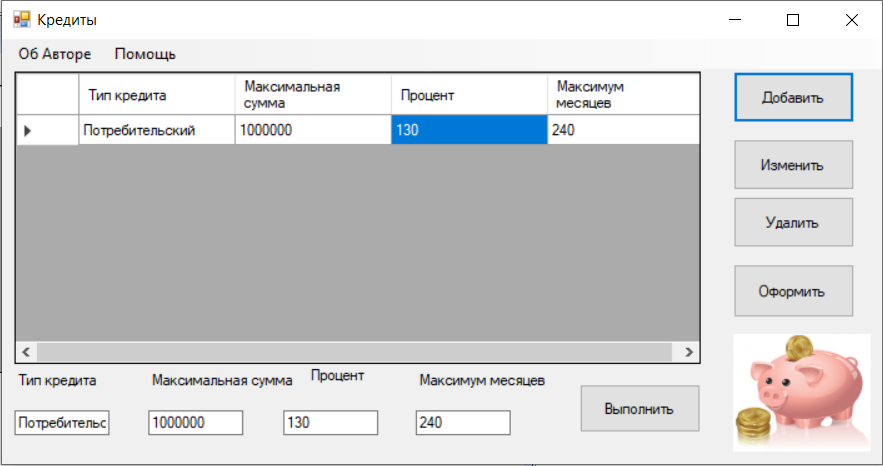 Кредиты
Об Авторе Помощь
Тип кредита Максимальная сумма Процент Максимум месяцев
Потребительский 1000000 130 240
Добавить
Изменить
Удалить
Оформить
Тип кредита Максимальная сумма Процент Максимум месяцев
Потребительс 1000000 130 240
Выполнить